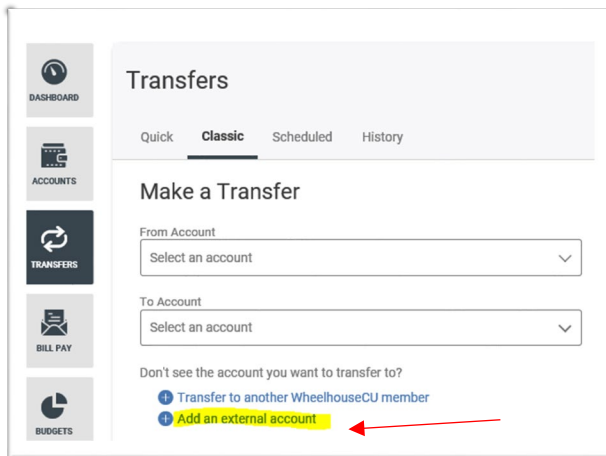 DASHBOARD
ACCOUNTS
TRANSFERS
BILL PAY
BUDGETS
Transfers
Quick Classic Scheduled History
Make a Transfer
From Account
Select an account
To Account
Select an account
Don't see the account you want to transfer to?
Transfer to another WheelhouseCU member
Add an external account